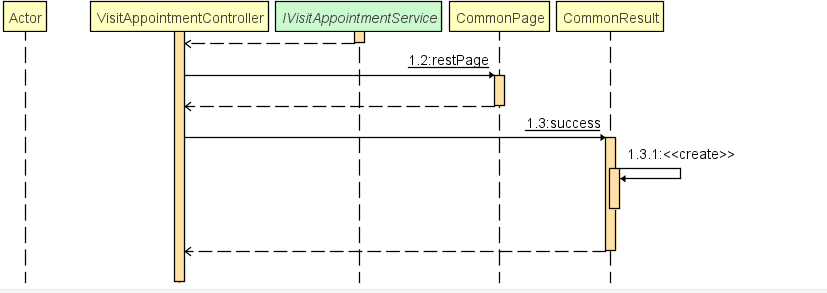 Actor
VisitAppointmentController
IVisitAppointmentService
CommonPage
CommonResult
1.2:restPage
1.3:success
1.3.1:<<create>>